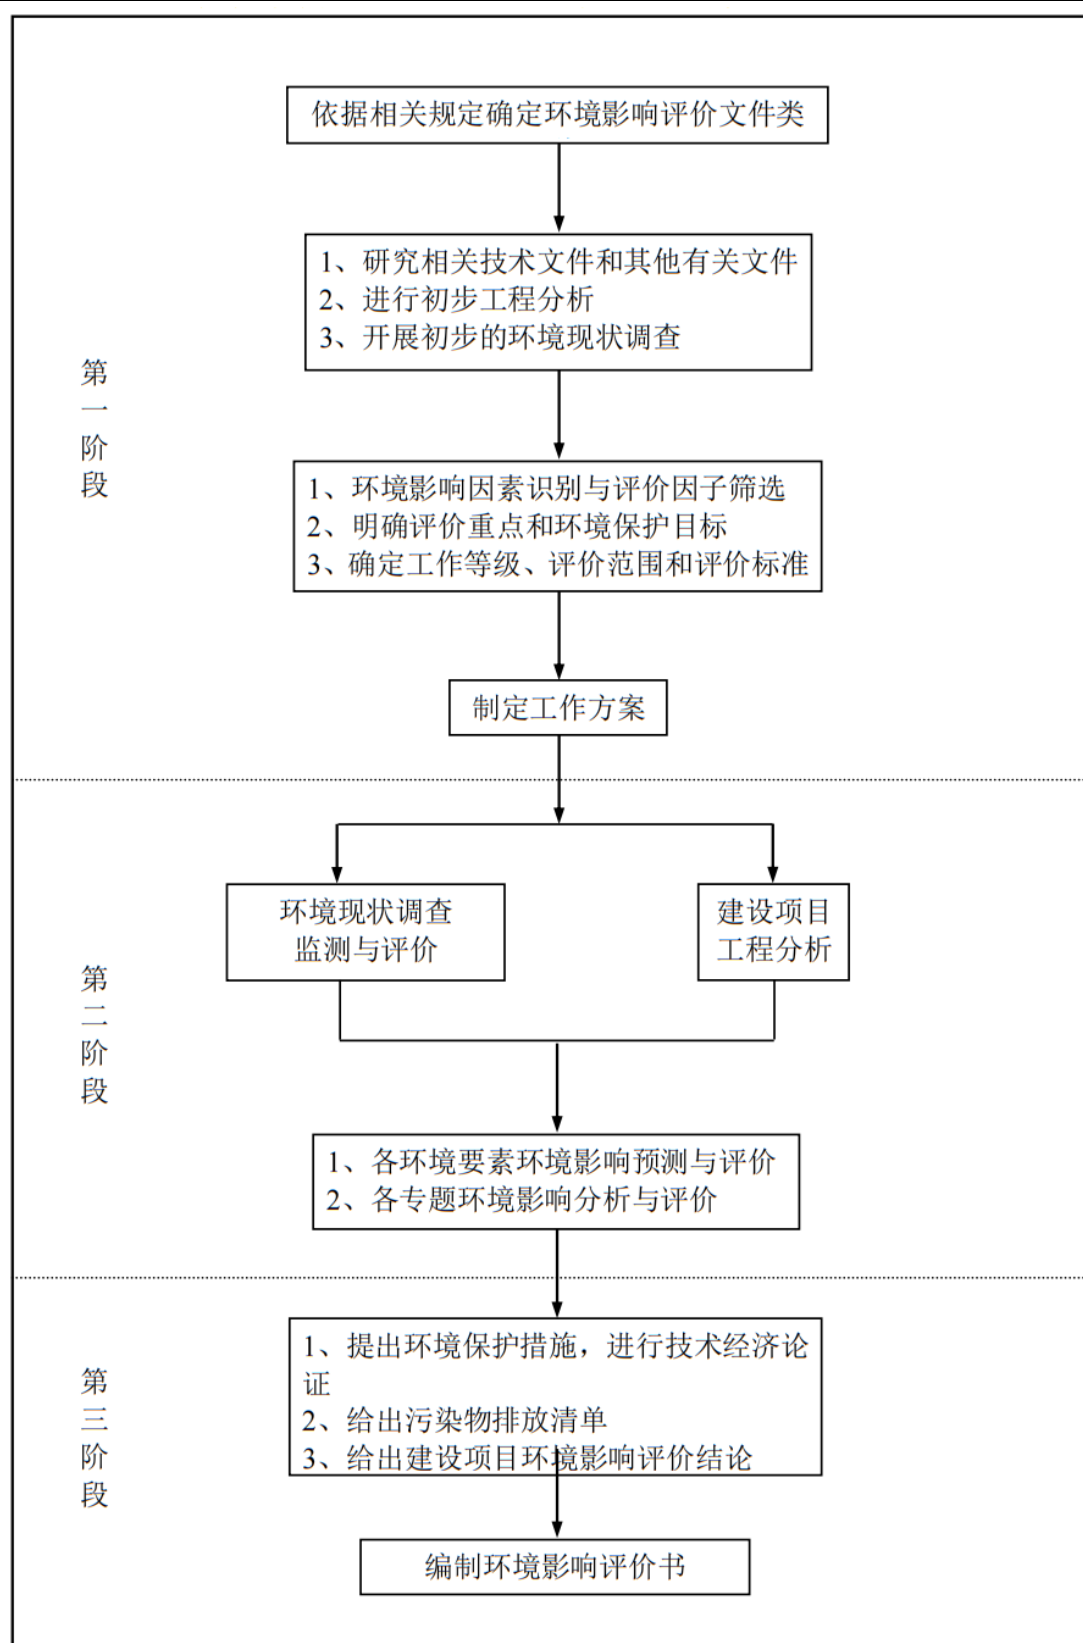 依据相关规定确定环境影响评价文件类
1、研究相关技术文件和其他有关文件
2、进行初步工程分析
3、开展初步的环境现状调查
第一阶段
1、环境影响因素识别与评价因子筛选
2、明确评价重点和环境保护目标
3、确定工作等级、评价范围和评价标准
制定工作方案
环境现状调查
监测与评价
建设项目
工程分析
第二阶段
1、各环境要素环境影响预测与评价
2、各专题环境影响分析与评价
1、提出环境保护措施，进行技术经济论
证
2、给出污染物排放清单
3、给出建设项目环境影响评价结论
第三阶段
编制环境影响评价书